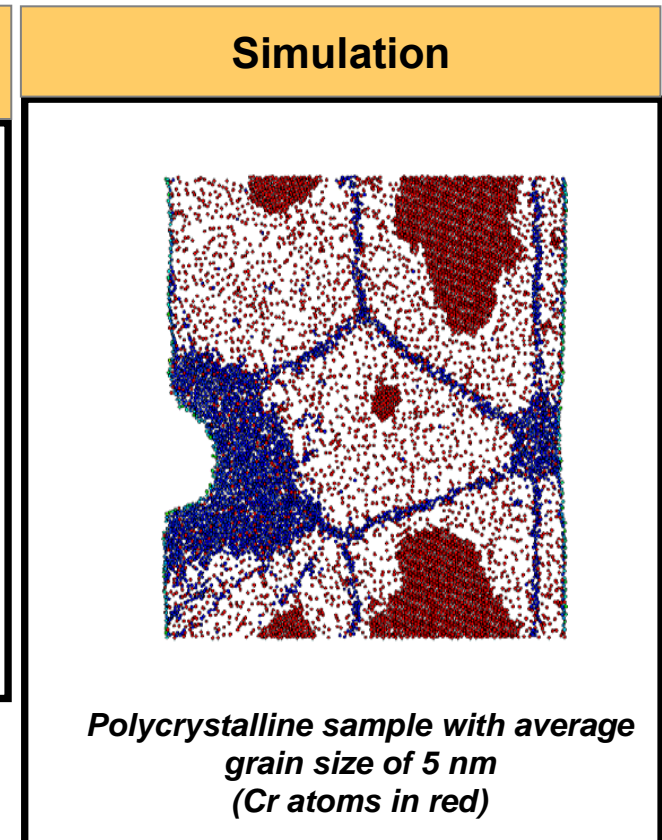 Simulation
Polycrystalline sample with average
grain size of 5 nm
(Cr atoms in red)